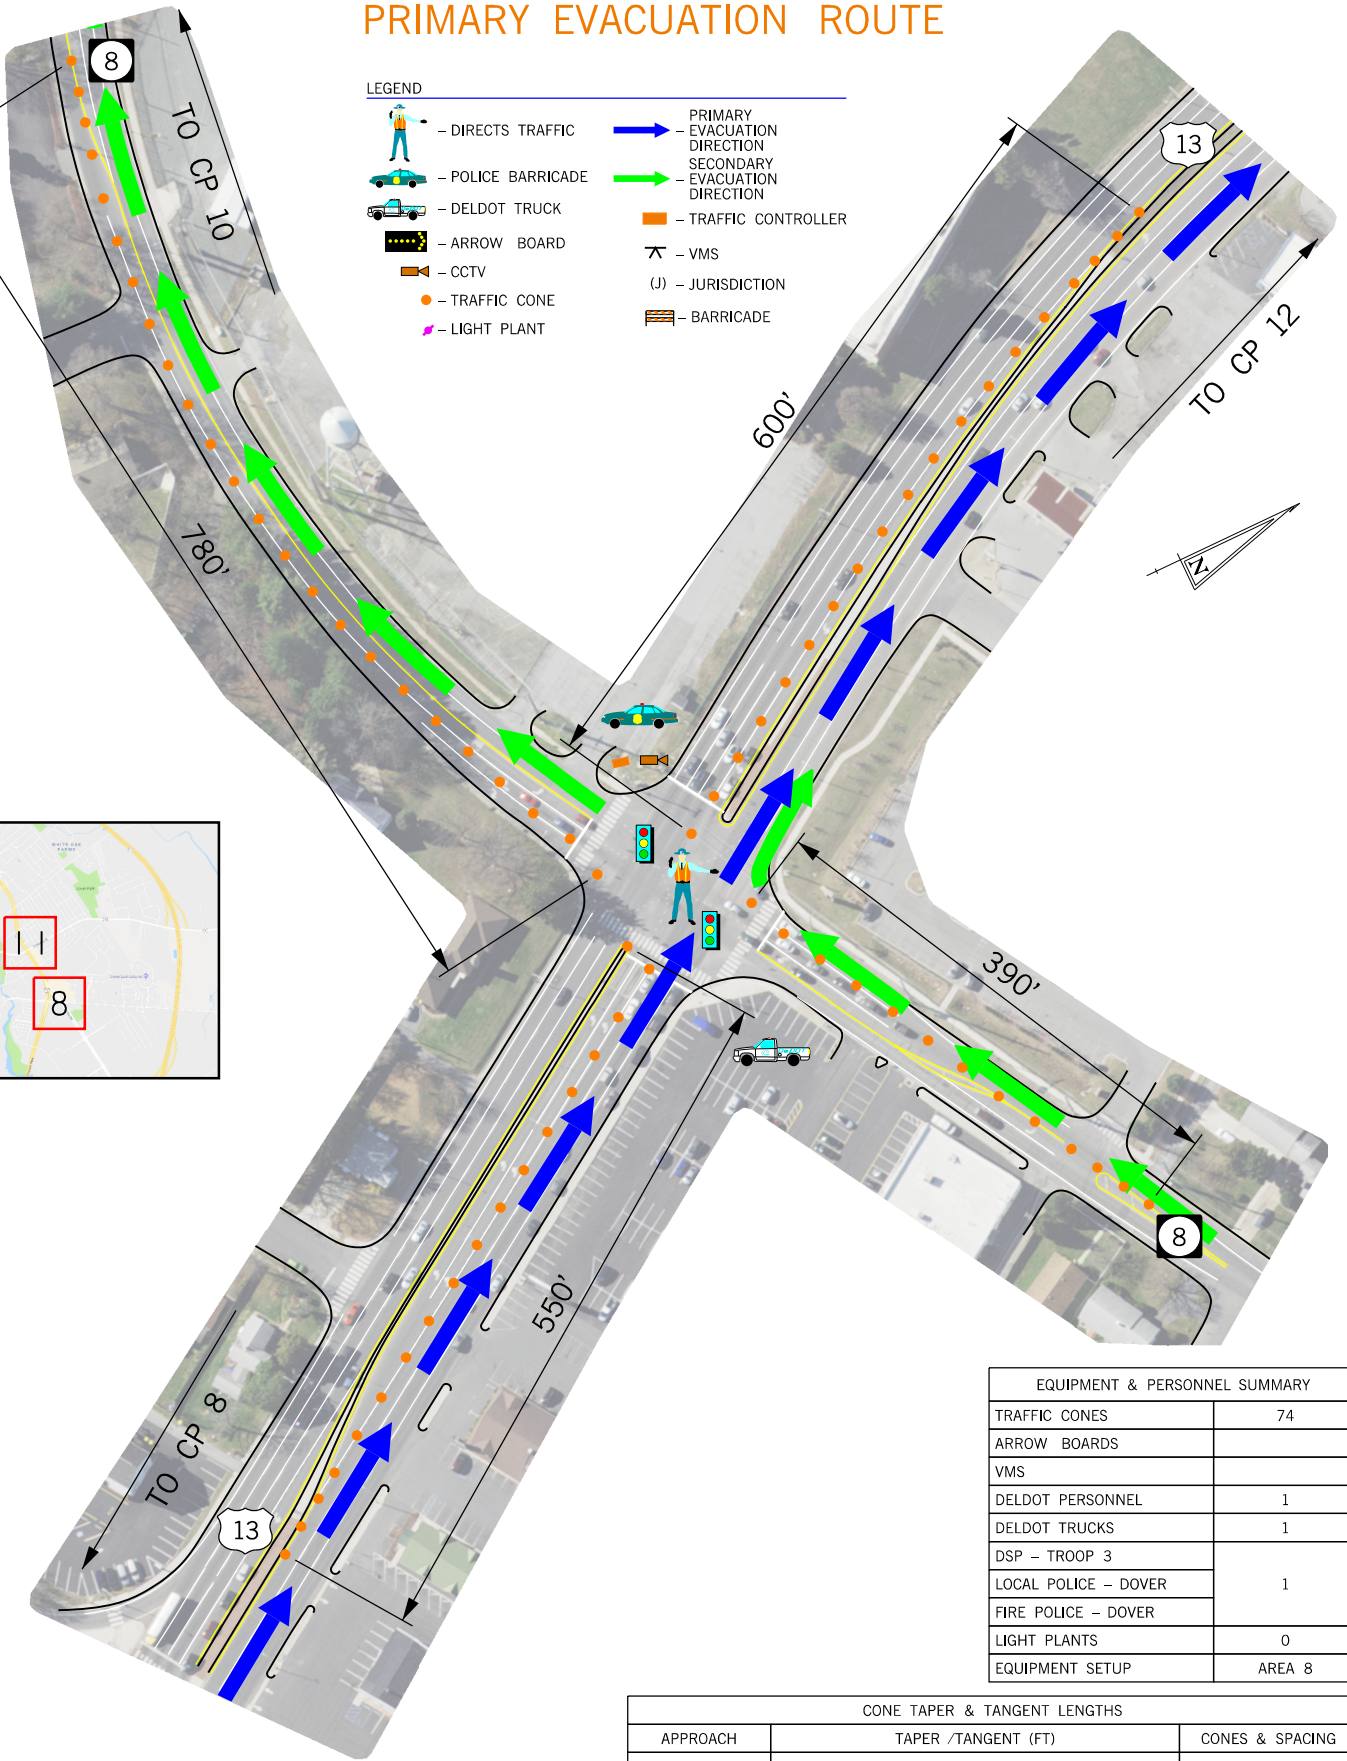 PRIMARY EVACUATION ROUTE
LEGEND
– DIRECTS TRAFFIC
– POLICE BARRICADE
– DELDOT TRUCK
– ARROW BOARD
– CCTV
– TRAFFIC CONE
– LIGHT PLANT
PRIMARY
– EVACUATION
DIRECTION
SECONDARY
– EVACUATION
DIRECTION
– TRAFFIC CONTROLLER
– VMS
(J) – JURISDICTION
– BARRICADE
8
TO CP 10
13
TO CP 12
600'
780'
N
390'
11
8
8
550'
TO CP 8
13
EQUIPMENT & PERSONNEL SUMMARY
TRAFFIC CONES 74
ARROW BOARDS
VMS
DELDOT PERSONNEL 1
DELDOT TRUCKS 1
DSP – TROOP 3
LOCAL POLICE – DOVER 1
FIRE POLICE – DOVER
LIGHT PLANTS 0
EQUIPMENT SETUP AREA 8
CONE TAPER & TANGENT LENGTHS
APPROACH TAPER /TANGENT (FT) CONES & SPACING